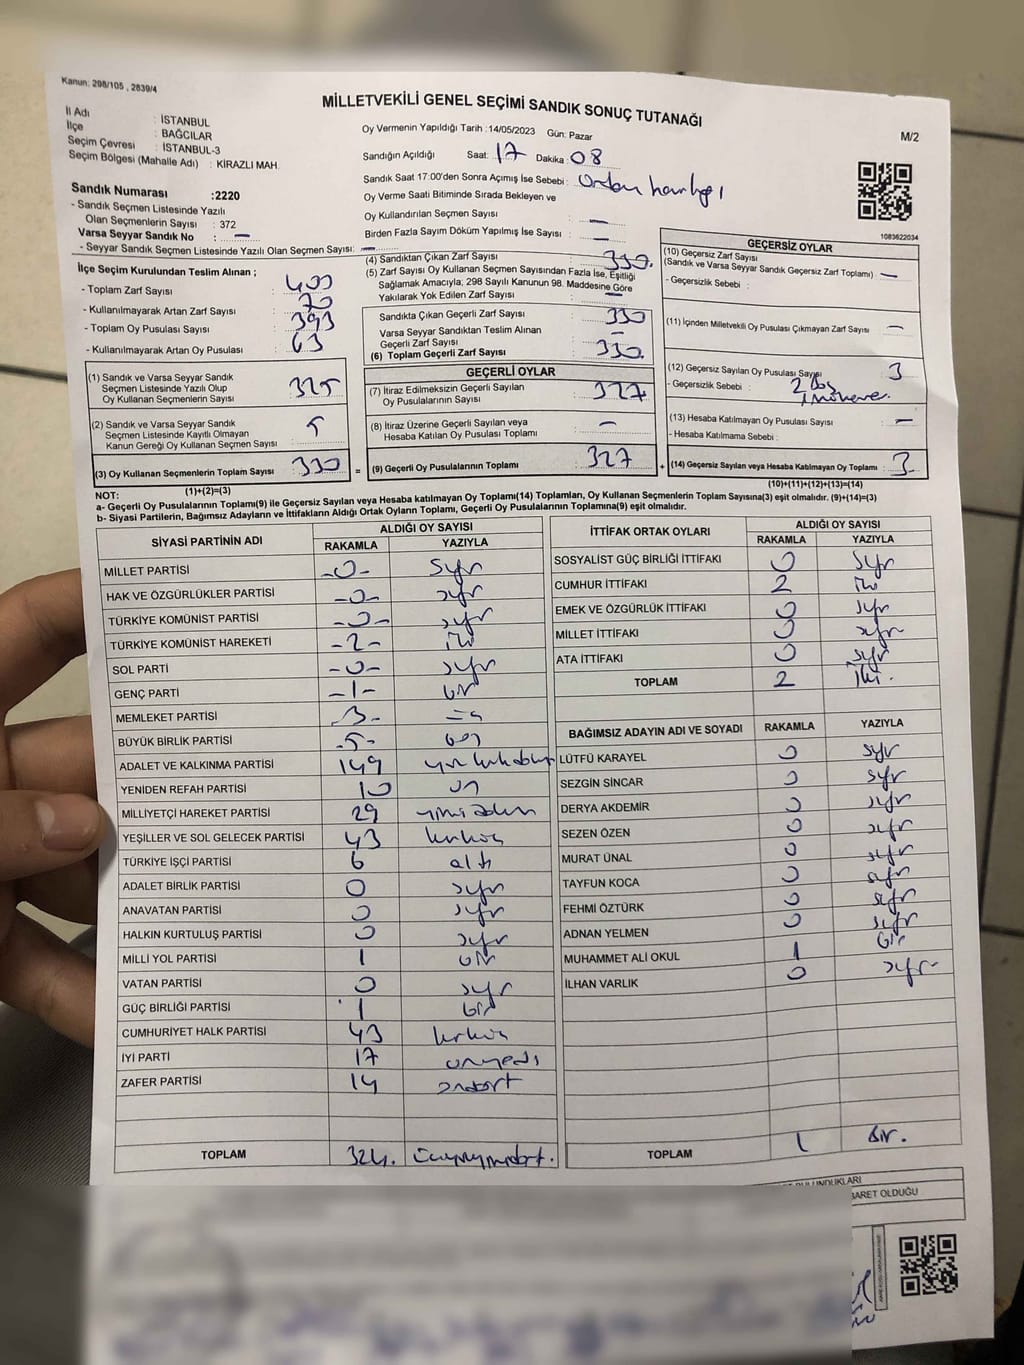 Kanun: 298/105 , 2839/4
MİLLETVEKİLİ GENEL SEÇİMİ SANDIK SONUÇ TUTANAĞI
M/2
İl Adı : İSTANBUL
İlçe : BAĞCILAR
Seçim Çevresi : İSTANBUL-3
Seçim Bölgesi (Mahalle Adı) : KİRAZLI MAH.
Oy Vermenin Yapıldığı Tarih :14/05/2023 Gün: Pazar
Sandığın Açıldığı Saat: 17 Dakika: 08
Sandık Saat 17:00'den Sonra Açılmış İse Sebebi :
Oy Verme Saati Bitiminde Sırada Bekleyen ve
Oy Kullandırılan Seçmen Sayısı : —
Birden Fazla Sayım Döküm Yapılmış İse Sayısı : —
1083622034
Sandık Numarası :2220
- Sandık Seçmen Listesinde Yazılı
Olan Seçmenlerin Sayısı : 372
Varsa Seyyar Sandık No : —
- Seyyar Sandık Seçmen Listesinde Yazılı Olan Seçmen Sayısı: —
İlçe Seçim Kurulundan Teslim Alınan ;
- Toplam Zarf Sayısı : 400
- Kullanılmayarak Artan Zarf Sayısı : 70
- Toplam Oy Pusulası Sayısı : 393
- Kullanılmayarak Artan Oy Pusulası : 63
(4) Sandıktan Çıkan Zarf Sayısı : 330.
(5) Zarf Sayısı Oy Kullanan Seçmen Sayısından Fazla İse, Eşitliği
Sağlamak Amacıyla; 298 Sayılı Kanunun 98. Maddesine Göre
Yakılarak Yok Edilen Zarf Sayısı : —
Sandıkta Çıkan Geçerli Zarf Sayısı : 330
Varsa Seyyar Sandıktan Teslim Alınan
Geçerli Zarf Sayısı : —
(6) Toplam Geçerli Zarf Sayısı : 330.
GEÇERSİZ OYLAR
(10) Geçersiz Zarf Sayısı
(Sandık ve Varsa Seyyar Sandık Geçersiz Zarf Toplamı) : —
- Geçersizlik Sebebi :
(11) İçinden Milletvekili Oy Pusulası Çıkmayan Zarf Sayısı : —
(12) Geçersiz Sayılan Oy Pusulası Sayısı : 3
- Geçersizlik Sebebi : 2 boş
(13) Hesaba Katılmayan Oy Pusulası Sayısı : —
- Hesaba Katılmama Sebebi :
(1) Sandık ve Varsa Seyyar Sandık
Seçmen Listesinde Yazılı Olup
Oy Kullanan Seçmenlerin Sayısı : 325
(2) Sandık ve Varsa Seyyar Sandık
Seçmen Listesinde Kayıtlı Olmayan
Kanun Gereği Oy Kullanan Seçmen Sayısı : 5
(3) Oy Kullanan Seçmenlerin Toplam Sayısı : 330 =
GEÇERLİ OYLAR
(7) İtiraz Edilmeksizin Geçerli Sayılan
Oy Pusulalarının Sayısı : 327
(8) İtiraz Üzerine Geçerli Sayılan veya
Hesaba Katılan Oy Pusulası Toplamı : —
(9) Geçerli Oy Pusulalarının Toplamı : 327 +
(14) Geçersiz Sayılan veya Hesaba Katılmayan Oy Toplamı : 3
(1)+(2)=(3)
(10)+(11)+(12)+(13)=(14)
NOT:
a- Geçerli Oy Pusulalarının Toplamı(9) ile Geçersiz Sayılan veya Hesaba katılmayan Oy Toplamı(14) Toplamları, Oy Kullanan Seçmenlerin Toplam Sayısına(3) eşit olmalıdır. (9)+(14)=(3)
b- Siyasi Partilerin, Bağımsız Adayların ve İttifakların Aldığı Ortak Oyların Toplamı, Geçerli Oy Pusulalarının Toplamına(9) eşit olmalıdır.
SİYASİ PARTİNİN ADI ALDIĞI OY SAYISI
RAKAMLA YAZIYLA
MİLLET PARTİSİ -0- sıfır
HAK VE ÖZGÜRLÜKLER PARTİSİ -0- sıfır
TÜRKİYE KOMÜNİST PARTİSİ -0- sıfır
TÜRKİYE KOMÜNİST HAREKETİ -2- iki
SOL PARTİ -0- sıfır
GENÇ PARTİ -1- bir
MEMLEKET PARTİSİ -3- üç
BÜYÜK BİRLİK PARTİSİ -5- beş
ADALET VE KALKINMA PARTİSİ 149 yüzkırkdokuz
YENİDEN REFAH PARTİSİ 10 on
MİLLİYETÇİ HAREKET PARTİSİ 29 yirmidokuz
YEŞİLLER VE SOL GELECEK PARTİSİ 43 kırküç
TÜRKİYE İŞÇİ PARTİSİ 6 altı
ADALET BİRLİK PARTİSİ 0 sıfır
ANAVATAN PARTİSİ 0 sıfır
HALKIN KURTULUŞ PARTİSİ 0 sıfır
MİLLİ YOL PARTİSİ 1 bir
VATAN PARTİSİ 0 sıfır
GÜÇ BİRLİĞİ PARTİSİ 1 bir
CUMHURİYET HALK PARTİSİ 43 kırküç
İYİ PARTİ 17 onyedi
ZAFER PARTİSİ 14 ondört
TOPLAM 324. üçyüzyirmidört.
İTTİFAK ORTAK OYLARI ALDIĞI OY SAYISI
RAKAMLA YAZIYLA
SOSYALİST GÜÇ BİRLİĞİ İTTİFAKI 0 sıfır
CUMHUR İTTİFAKI 2 iki
EMEK VE ÖZGÜRLÜK İTTİFAKI 0 sıfır
MİLLET İTTİFAKI 0 sıfır
ATA İTTİFAKI 0 sıfır
TOPLAM 2 iki.
BAĞIMSIZ ADAYIN ADI VE SOYADI RAKAMLA YAZIYLA
LÜTFÜ KARAYEL 0 sıfır
SEZGİN SİNCAR 0 sıfır
DERYA AKDEMİR 0 sıfır
SEZEN ÖZEN 0 sıfır
MURAT ÜNAL 0 sıfır
TAYFUN KOCA 0 sıfır
FEHMİ ÖZTÜRK 0 sıfır
ADNAN YELMEN 0 sıfır
MUHAMMET ALİ OKUL 1 bir
İLHAN VARLIK 0 sıfır
TOPLAM 1 bir.
BULUNDUKLARI
İBARET OLDUĞU